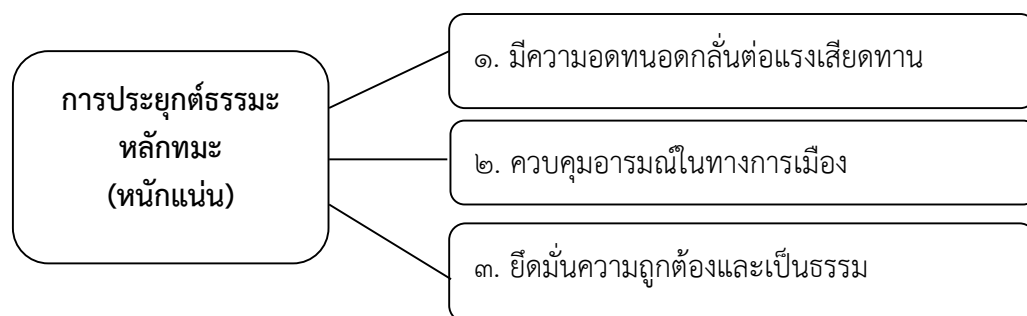 การประยุกต์ธรรมะ
หลักทมะ
(หนักแน่น)
๑. มีความอดทนอดกลั่นต่อแรงเสียดทาน
๒. ควบคุมอารมณ์ในทางการเมือง
๓. ยึดมั่นความถูกต้องและเป็นธรรม